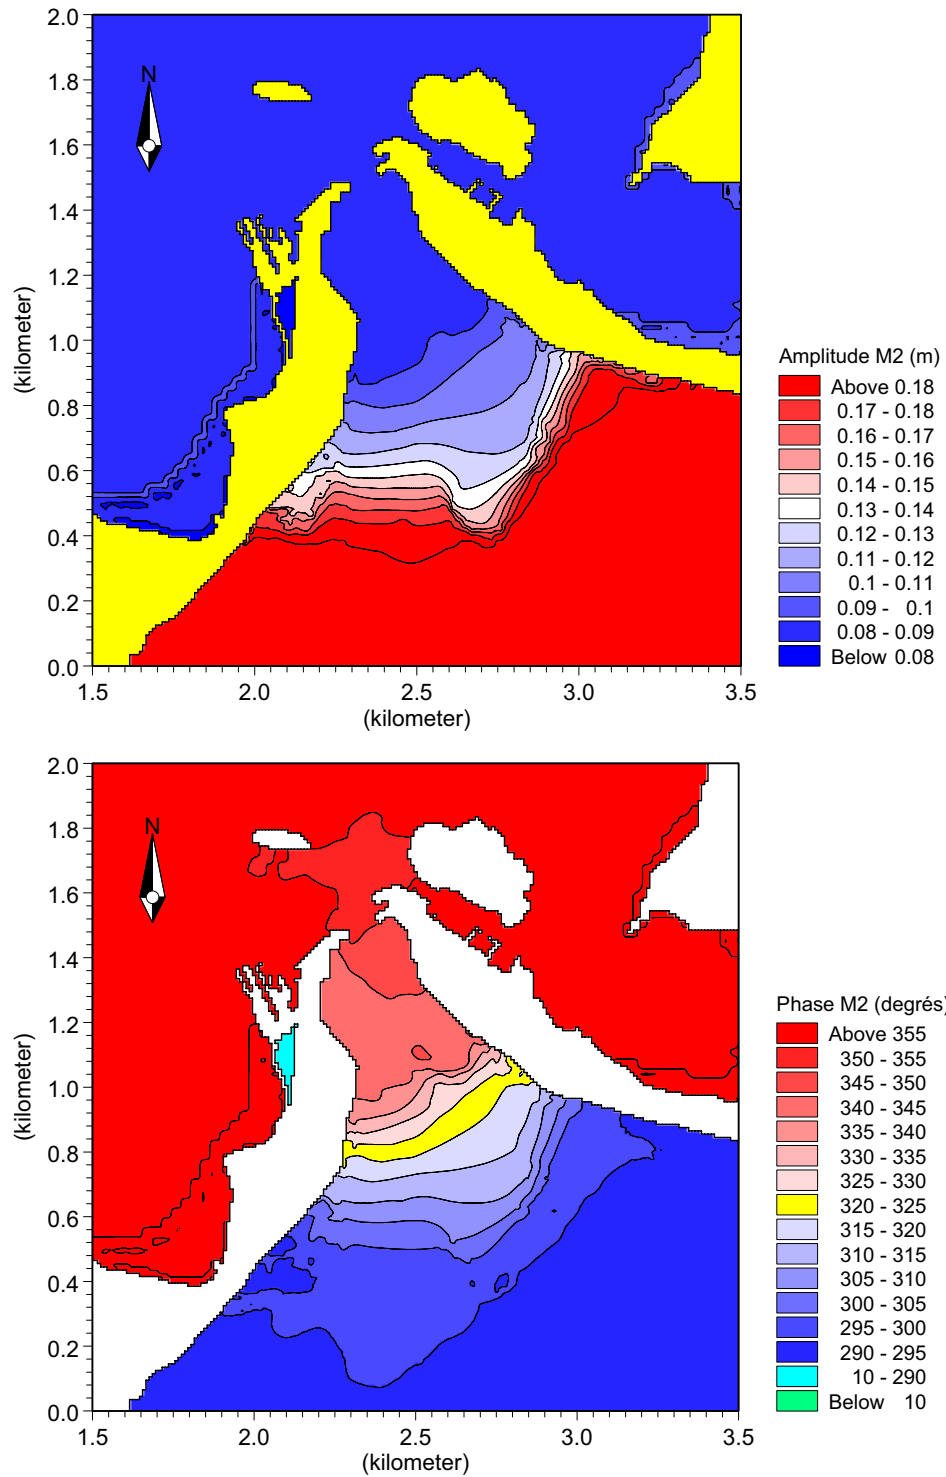 2.0
1.8
1.6
1.4
1.2
1.0
0.8
0.6
0.4
0.2
0.0
(kilometer)
N
1.5 2.0 2.5 3.0 3.5
(kilometer)
Amplitude M2 (m)
Above 0.18
0.17 - 0.18
0.16 - 0.17
0.15 - 0.16
0.14 - 0.15
0.13 - 0.14
0.12 - 0.13
0.11 - 0.12
0.1 - 0.11
0.09 - 0.1
0.08 - 0.09
Below 0.08
2.0
1.8
1.6
1.4
1.2
1.0
0.8
0.6
0.4
0.2
0.0
(kilometer)
N
1.5 2.0 2.5 3.0 3.5
(kilometer)
Phase M2 (degrés)
Above 355
350 - 355
345 - 350
340 - 345
335 - 340
330 - 335
325 - 330
320 - 325
315 - 320
310 - 315
305 - 310
300 - 305
295 - 300
290 - 295
10 - 290
Below 10